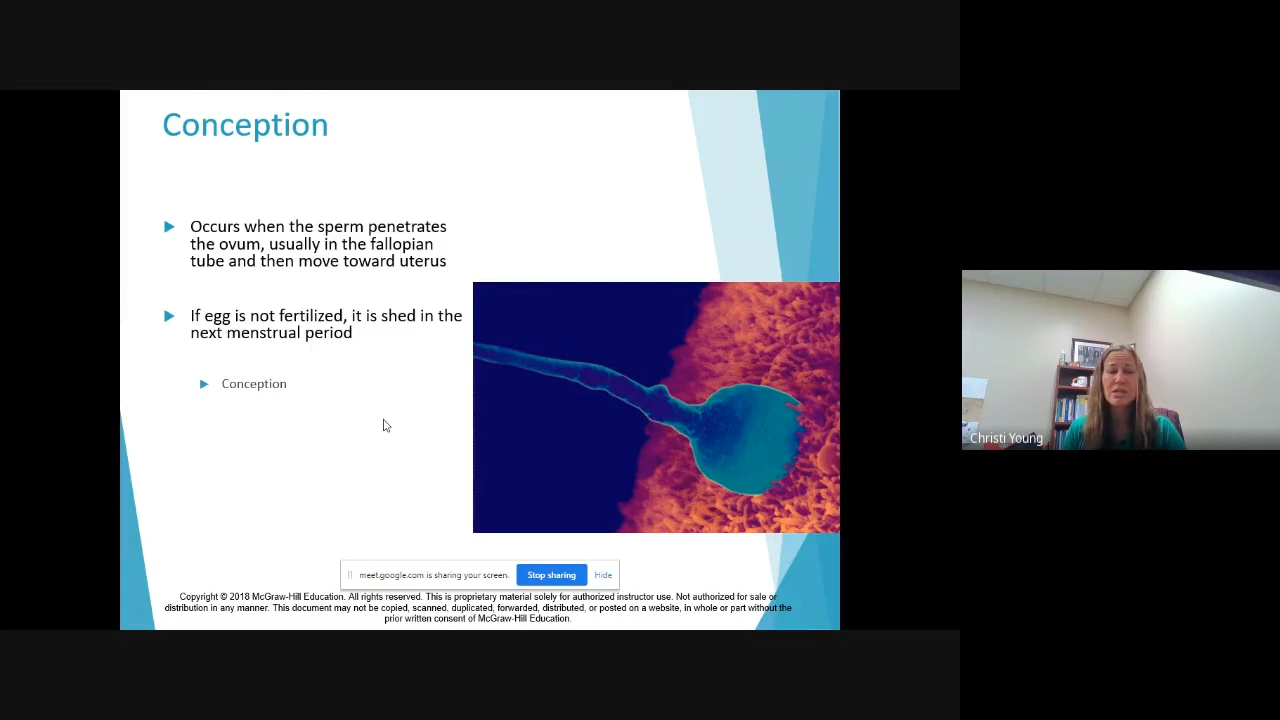 Conception
Occurs when the sperm penetrates
the ovum, usually in the fallopian
tube and then move toward uterus
If egg is not fertilized, it is shed in the
next menstrual period
Conception
meet.google.com is sharing your screen.
Stop sharing
Hide
Copyright © 2018 McGraw-Hill Education. All rights reserved. This is proprietary material solely for authorized instructor use. Not authorized for sale or
distribution in any manner. This document may not be copied, scanned, duplicated, forwarded, distributed, or posted on a website, in whole or part without the
prior written consent of McGraw-Hill Education.
Christi Young